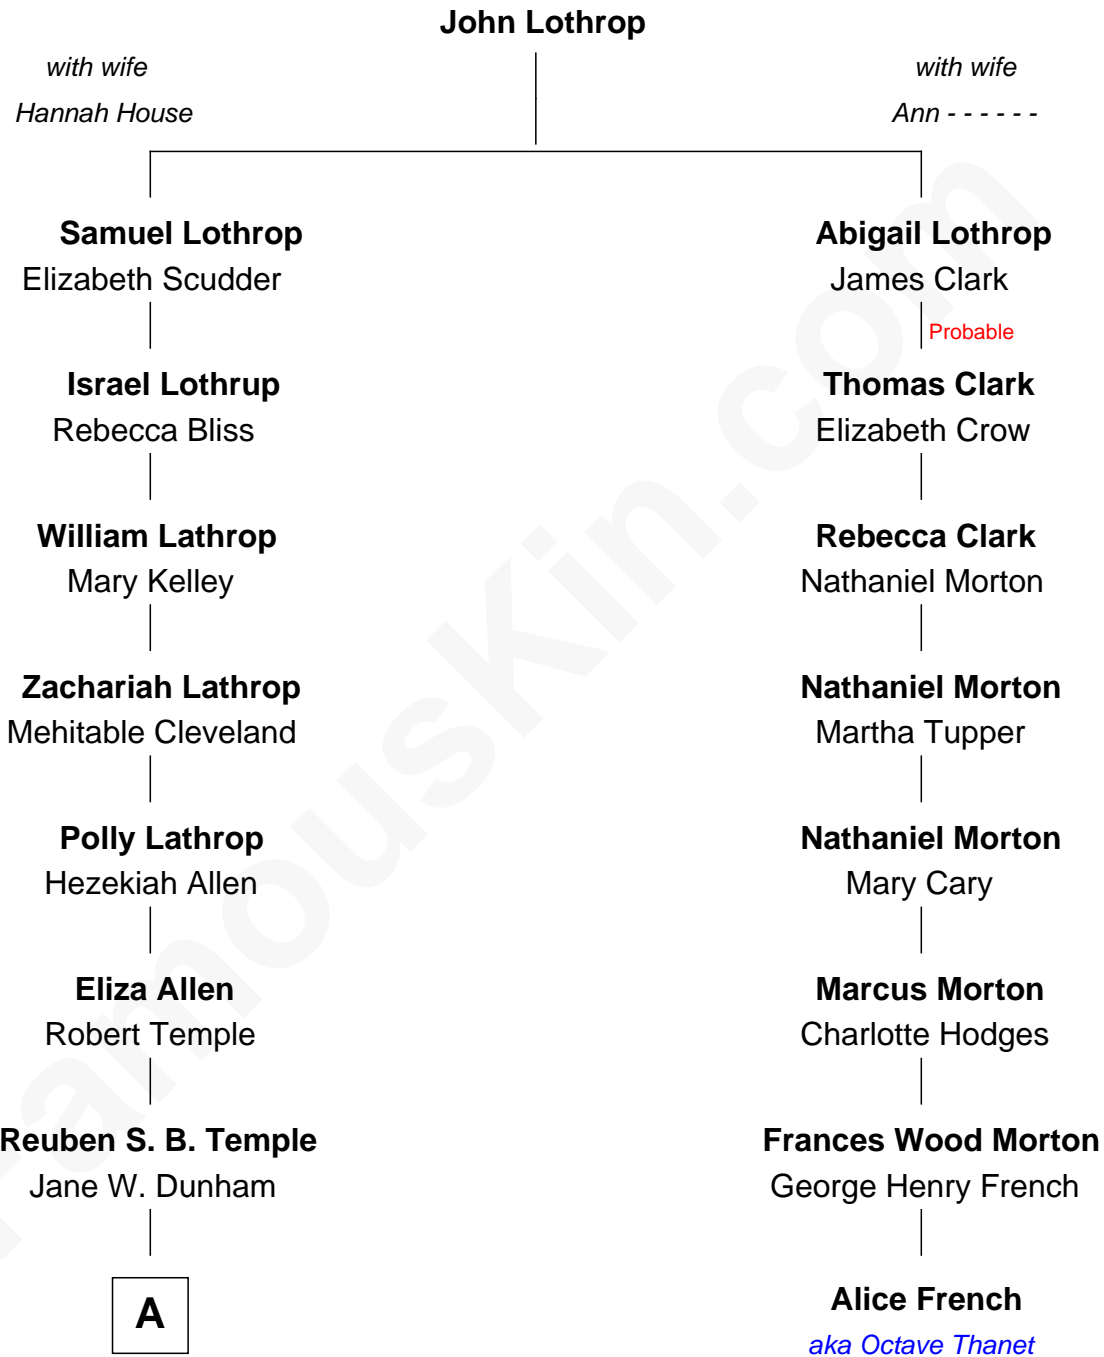 John Lothrop
with wife
Hannah House
with wife
Ann - - - - - -
Samuel Lothrop
Elizabeth Scudder
Abigail Lothrop
James Clark
Probable
Israel Lothrup
Rebecca Bliss
Thomas Clark
Elizabeth Crow
William Lathrop
Mary Kelley
Rebecca Clark
Nathaniel Morton
Zachariah Lathrop
Mehitable Cleveland
Nathaniel Morton
Martha Tupper
Polly Lathrop
Hezekiah Allen
Nathaniel Morton
Mary Cary
Eliza Allen
Robert Temple
Marcus Morton
Charlotte Hodges
Reuben S. B. Temple
Jane W. Dunham
Frances Wood Morton
George Henry French
A
Alice French
aka Octave Thanet
FamousKin.com